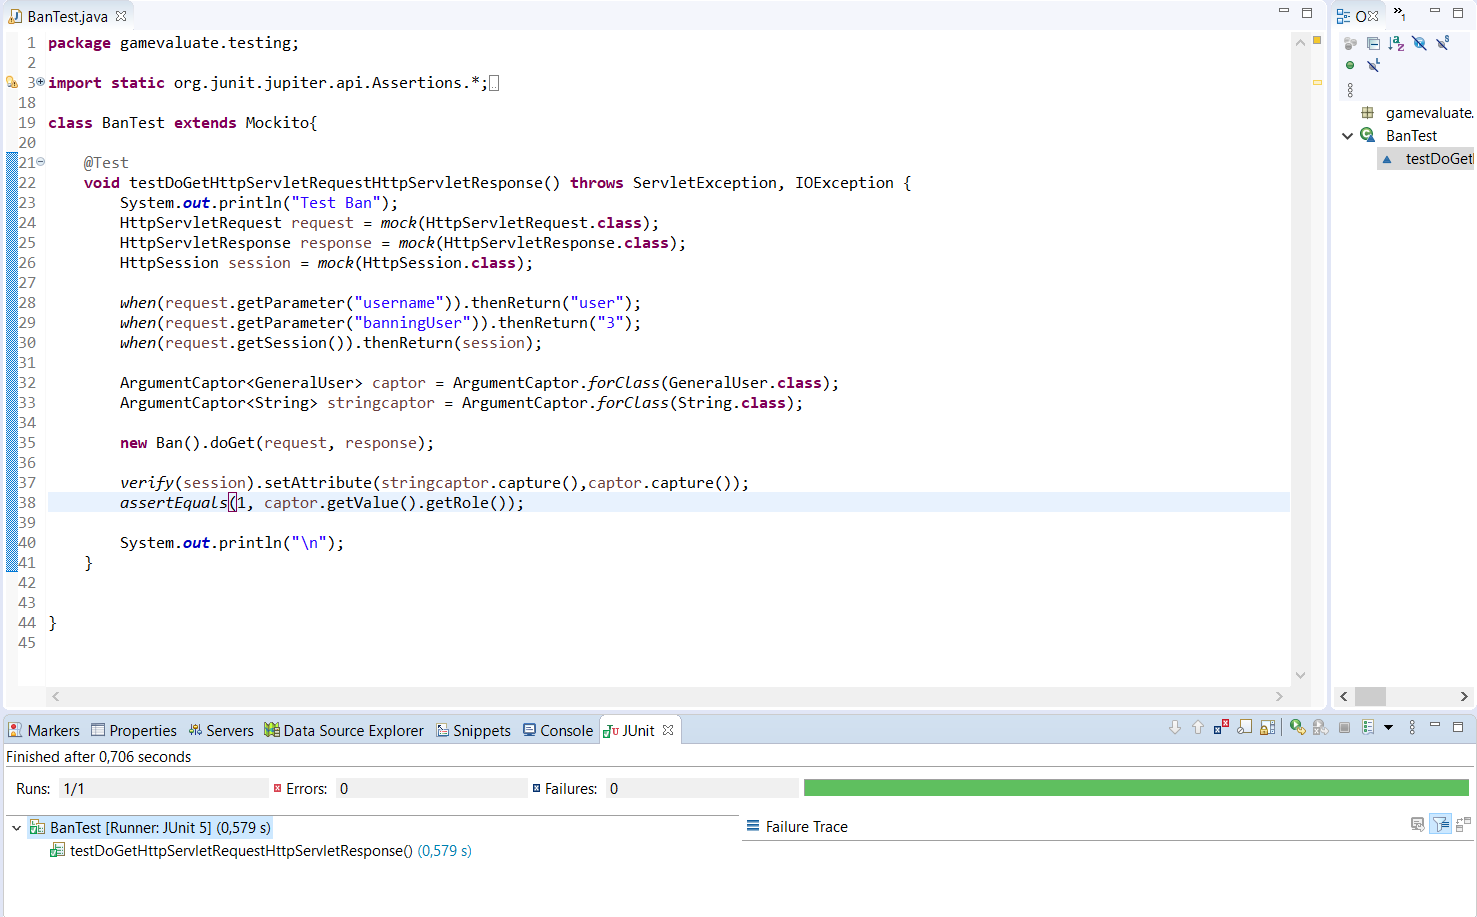 BanTest.java
1 package gamevaluate.testing;
2
3 import static org.junit.jupiter.api.Assertions.*;
18
19 class BanTest extends Mockito{
20
21 @Test
22 void testDoGetHttpServletRequestHttpServletResponse() throws ServletException, IOException {
23 System.out.println("Test Ban");
24 HttpServletRequest request = mock(HttpServletRequest.class);
25 HttpServletResponse response = mock(HttpServletResponse.class);
26 HttpSession session = mock(HttpSession.class);
27
28 when(request.getParameter("username")).thenReturn("user");
29 when(request.getParameter("banningUser")).thenReturn("3");
30 when(request.getSession()).thenReturn(session);
31
32 ArgumentCaptor<GeneralUser> captor = ArgumentCaptor.forClass(GeneralUser.class);
33 ArgumentCaptor<String> stringcaptor = ArgumentCaptor.forClass(String.class);
34
35 new Ban().doGet(request, response);
36
37 verify(session).setAttribute(stringcaptor.capture(),captor.capture());
38 assertEquals(1, captor.getValue().getRole());
39
40 System.out.println("\n");
41 }
42
43
44 }
45
O
»1
gamevaluate.
BanTest
testDoGet
Markers Properties Servers Data Source Explorer Snippets Console JUnit
Finished after 0,706 seconds
Runs: 1/1 Errors: 0 Failures: 0
BanTest [Runner: JUnit 5] (0,579 s)
testDoGetHttpServletRequestHttpServletResponse() (0,579 s)
Failure Trace